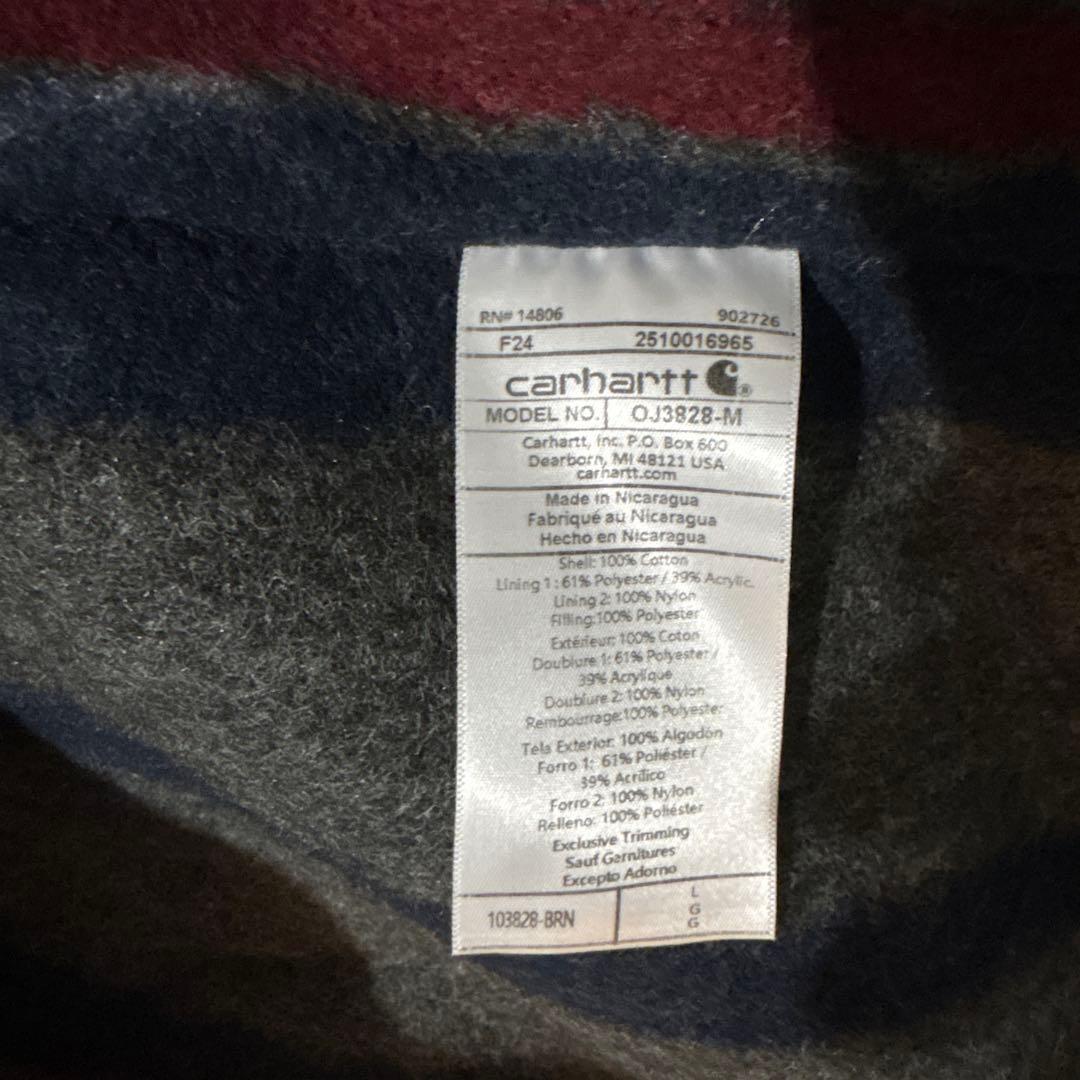 RN# 14806 902726
F24 2510016965
carhartt ®
MODEL NO. OJ3828-M
Carhartt, Inc. P.O. Box 600
Dearborn, MI 48121 USA
carhartt.com
Made in Nicaragua
Fabriqué au Nicaragua
Hecho en Nicaragua
Shell: 100% Cotton
Lining 1 : 61% Polyester / 39% Acrylic
Lining 2: 100% Nylon
Filling:100% Polyester
Extérieur: 100% Coton
Doublure 1: 61% Polyester /
39% Acrylique
Doublure 2: 100% Nylon
Rembourrage:100% Polyester
Tela Exterior: 100% Algodón
Forro 1: 61% Poliéster /
39% Acrílico
Forro 2: 100% Nylon
Relleno: 100% Poliéster
Exclusive Trimming
Sauf Garnitures
Excepto Adorno
103828-BRN L
G
G